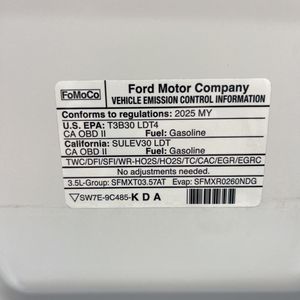 FoMoCo
Ford Motor Company
VEHICLE EMISSION CONTROL INFORMATION
Conforms to regulations: 2025 MY
U.S. EPA: T3B30 LDT4
CA OBD II Fuel: Gasoline
California: SULEV30 LDT
CA OBD II Fuel: Gasoline
TWC/DFI/SFI/WR-HO2S/HO2S/TC/CAC/EGR/EGRC
No adjustments needed.
3.5L-Group: SFMXT03.57AT Evap: SFMXR0260NDG
SW7E-9C485-KDA